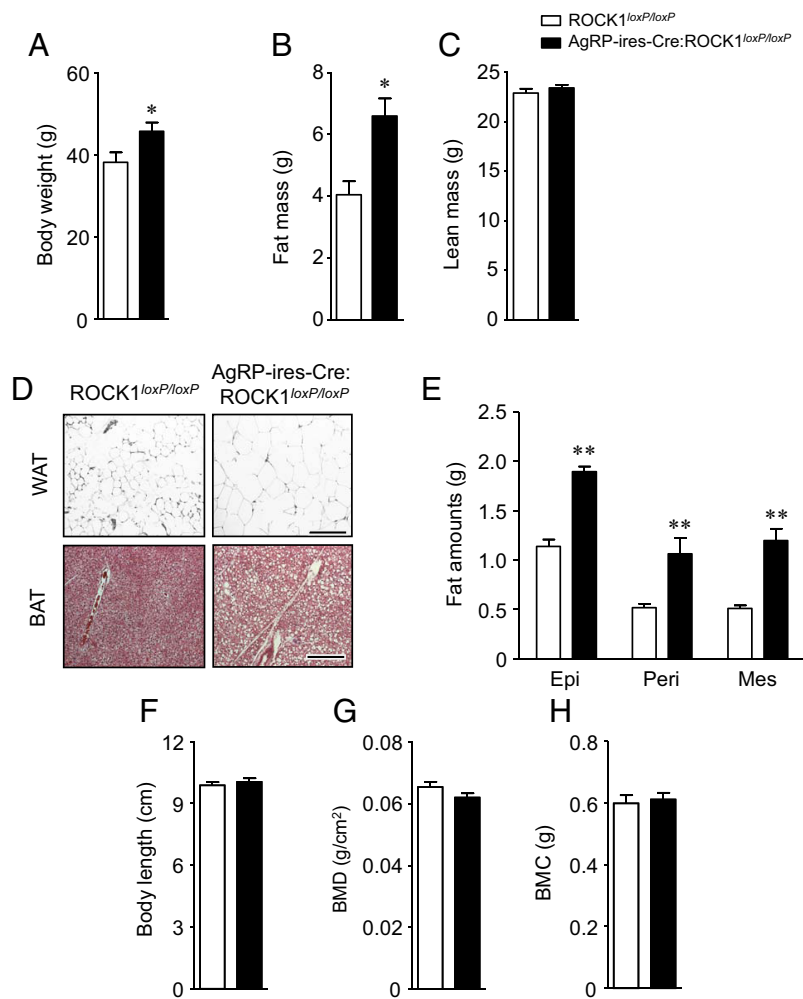 ROCK1loxP/loxP
AgRP-ires-Cre:ROCK1loxP/loxP
A
Body weight (g)
60
40
20
0
*
B
Fat mass (g)
8
6
4
2
0
*
C
Lean mass (g)
25
20
15
10
5
0
D
ROCK1loxP/loxP
AgRP-ires-Cre:
ROCK1loxP/loxP
WAT
BAT
E
Fat amounts (g)
2.5
2.0
1.5
1.0
0.5
0
**
**
**
Epi
Peri
Mes
F
Body length (cm)
12
9
6
3
0
G
BMD (g/cm²)
0.08
0.06
0.04
0.02
0
H
BMC (g)
0.8
0.6
0.4
0.2
0